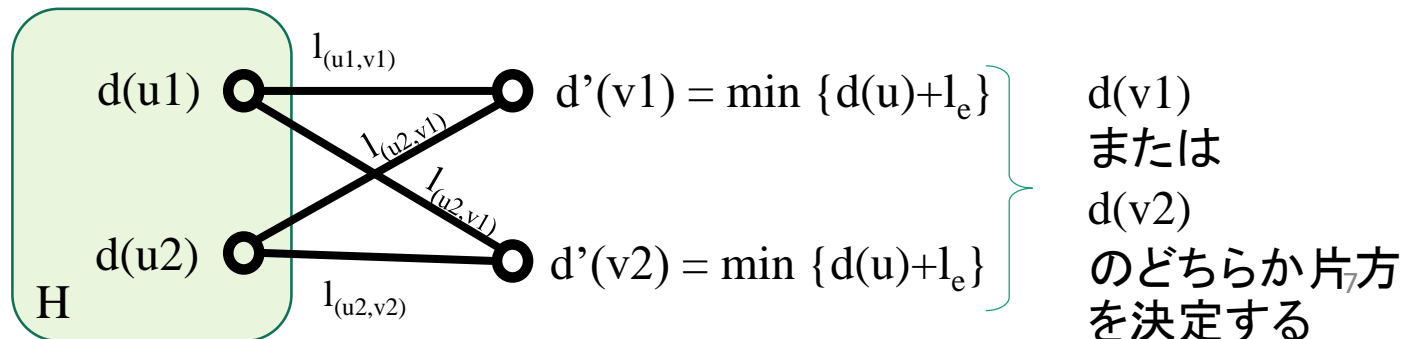 l(u1,v1)
d(u1)
d'(v1) = min {d(u)+le}
l(u2,v1)
l(u2,v1)
d(u2)
d'(v2) = min {d(u)+le}
l(u2,v2)
H
d(v1)
または
d(v2)
のどちらか片方
を決定する
7